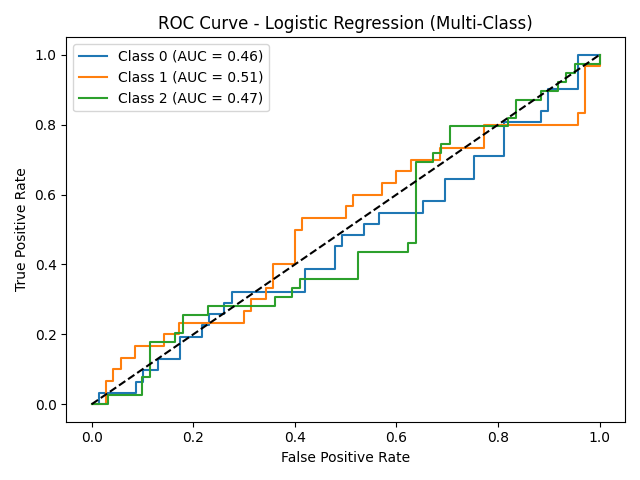 ROC Curve - Logistic Regression (Multi-Class)
Class 0 (AUC = 0.46)
Class 1 (AUC = 0.51)
Class 2 (AUC = 0.47)
True Positive Rate
1.0
0.8
0.6
0.4
0.2
0.0
0.0 0.2 0.4 0.6 0.8 1.0
False Positive Rate